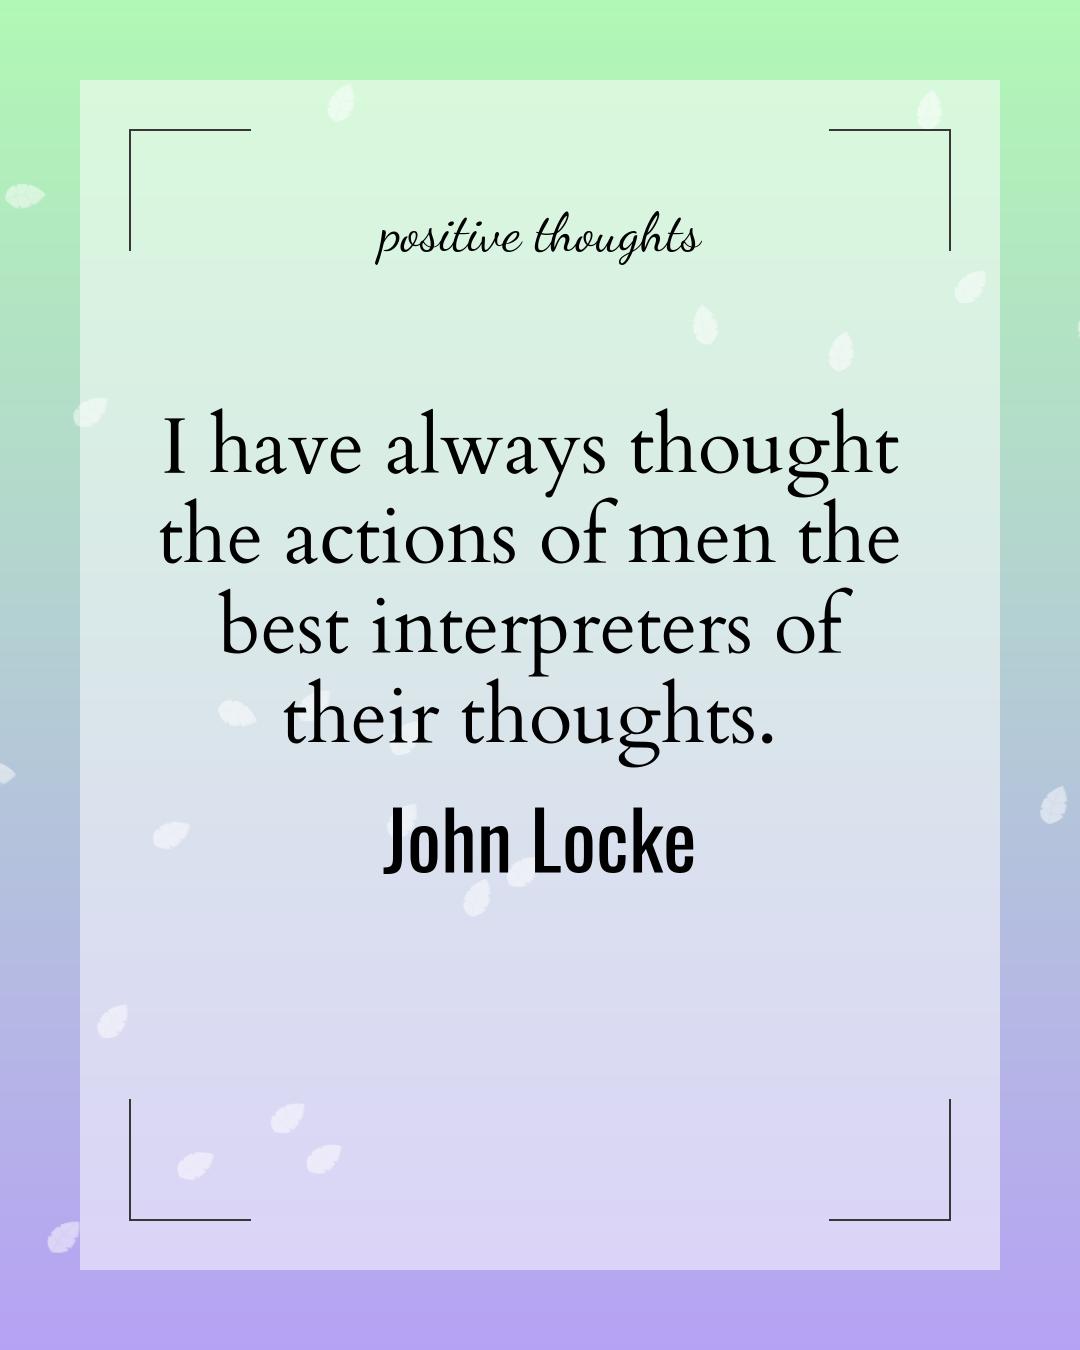 positive thoughts
I have always thought
the actions of men the
best interpreters of
their thoughts.
John Locke